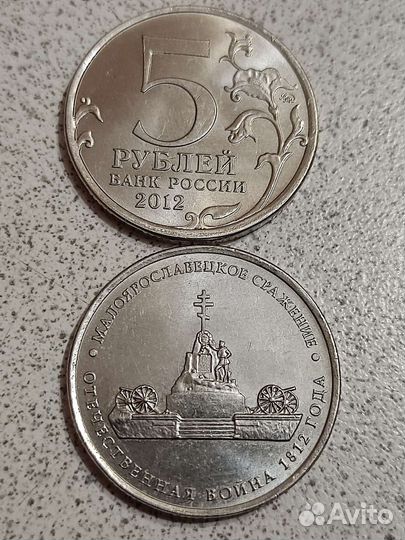 5
РУБЛЕЙ
БАНК РОССИИ
2012
• МАЛОЯРОСЛАВЕЦКОЕ СРАЖЕНИЕ •
ОТЕЧЕСТВЕННАЯ ВОЙНА 1812 ГОДА
Avito